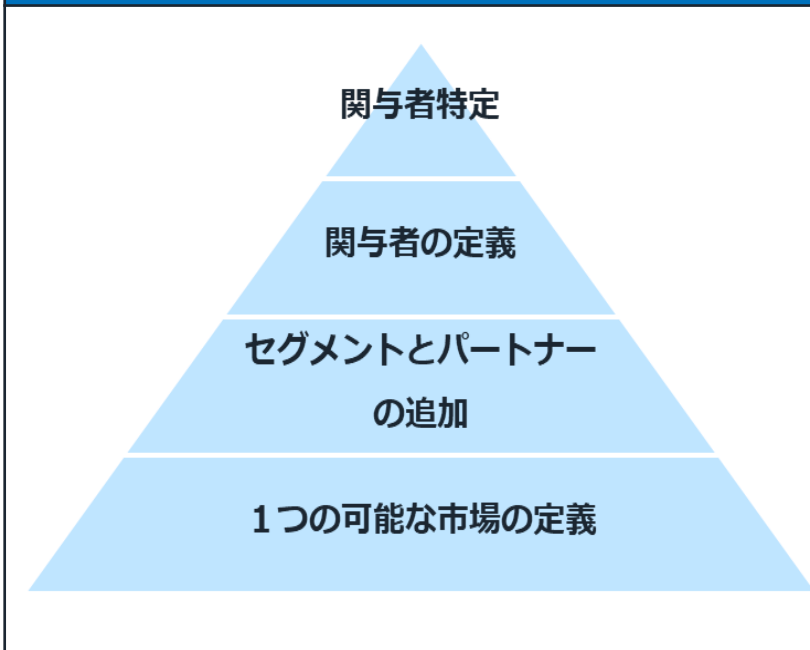 関与者特定
関与者の定義
セグメントとパートナー
の追加
１つの可能な市場の定義